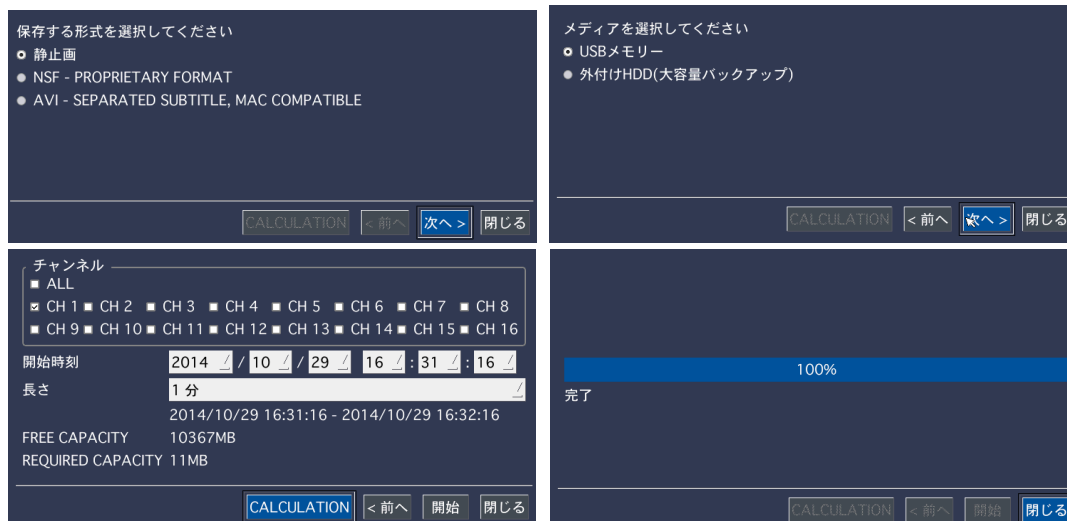 保存する形式を選択してください
静止画
NSF - PROPRIETARY FORMAT
AVI - SEPARATED SUBTITLE, MAC COMPATIBLE
CALCULATION < 前へ 次へ > 閉じる
メディアを選択してください
USBメモリー
外付けHDD(大容量バックアップ)
CALCULATION < 前へ 次へ > 閉じる
チャンネル
ALL
CH 1 CH 2 CH 3 CH 4 CH 5 CH 6 CH 7 CH 8
CH 9 CH 10 CH 11 CH 12 CH 13 CH 14 CH 15 CH 16
開始時刻 2014 / 10 / 29 16 : 31 : 16
長さ 1 分
2014/10/29 16:31:16 - 2014/10/29 16:32:16
FREE CAPACITY 10367MB
REQUIRED CAPACITY 11MB
CALCULATION < 前へ 開始 閉じる
100%
完了
CALCULATION < 前へ 開始 閉じる